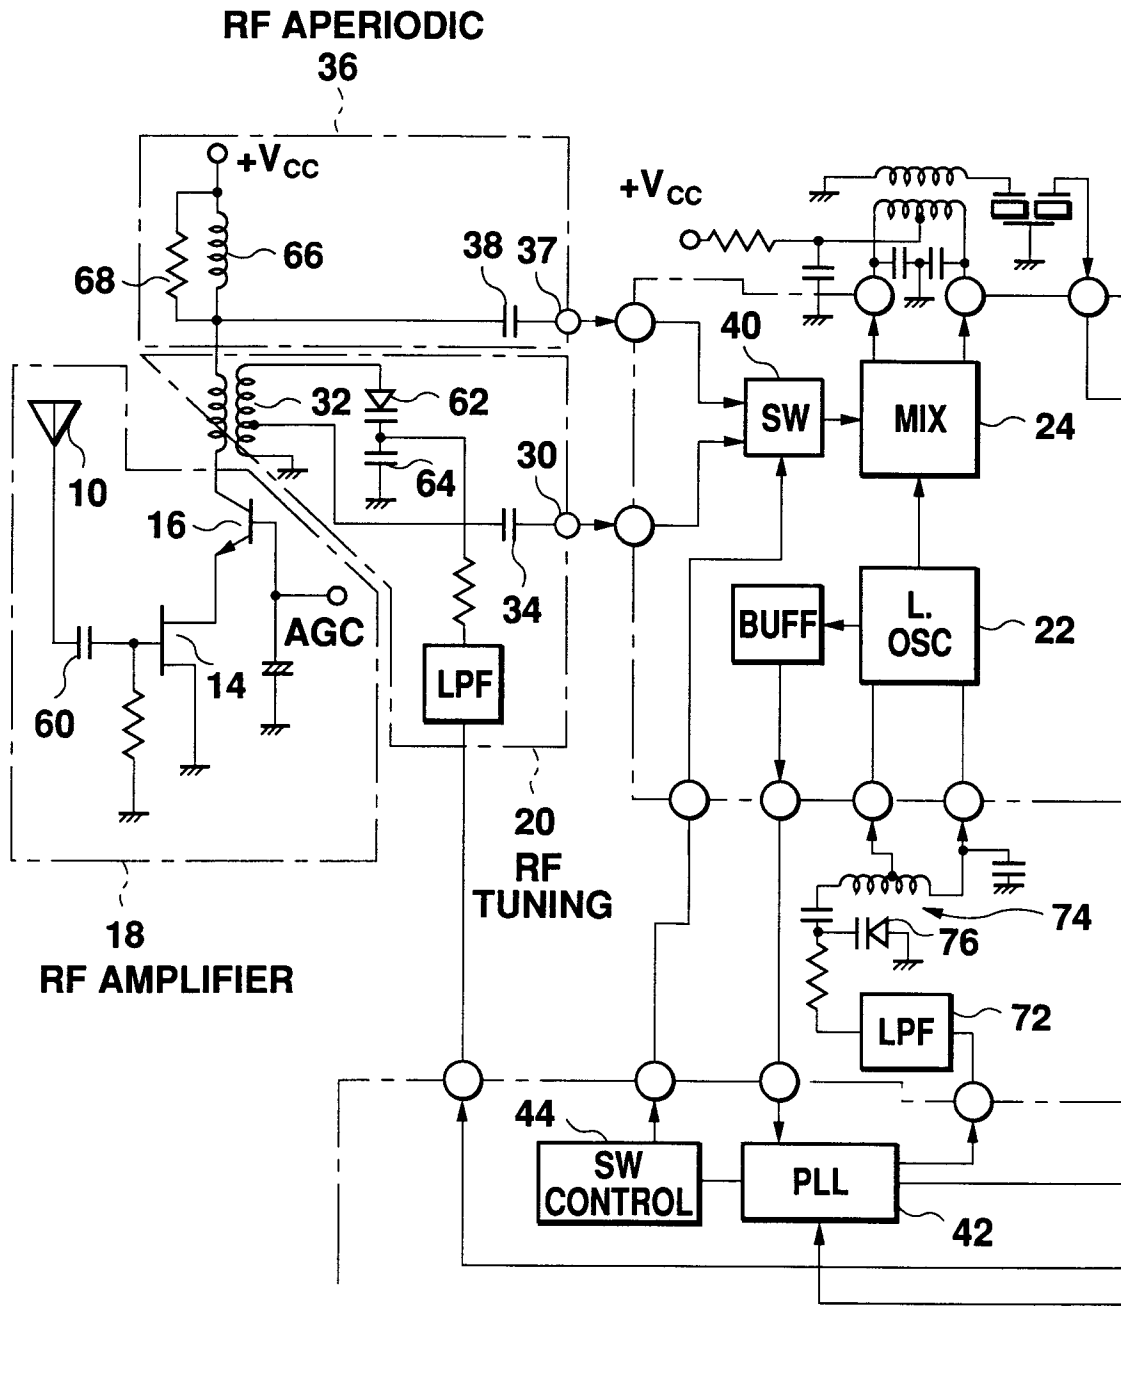 RF APERIODIC
36
+VCC
+VCC
66
68
38
37
40
SW
MIX
24
32
62
10
64
30
16
34
AGC
BUFF
L.
OSC
22
14
60
LPF
20
RF
TUNING
18
RF AMPLIFIER
74
76
72
LPF
44
SW
CONTROL
PLL
42